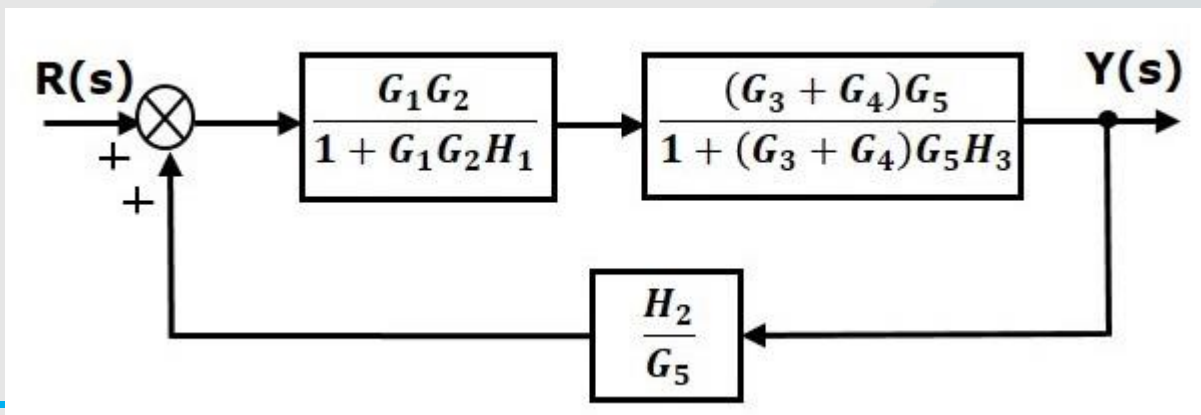 R(s)
Y(s)
G₁G₂
1 + G₁G₂H₁
(G₃ + G₄)G₅
1 + (G₃ + G₄)G₅H₃
+
+
H₂
G₅